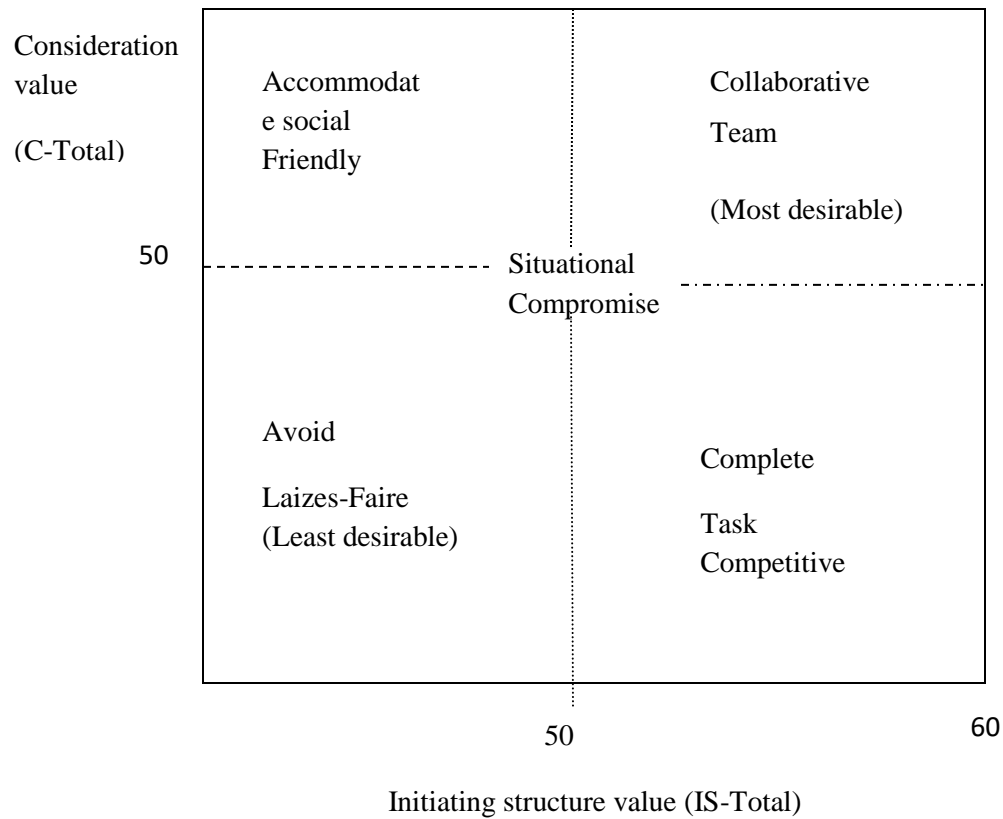 Consideration
value
(C-Total)
Accommodat
e social
Friendly
Collaborative
Team
(Most desirable)
50
Situational
Compromise
Avoid
Laizes-Faire
(Least desirable)
Complete
Task
Competitive
50
60
Initiating structure value (IS-Total)